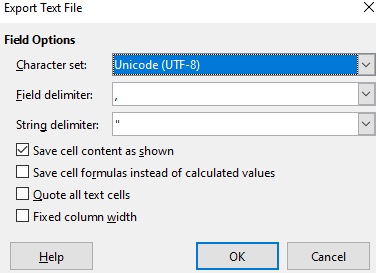 Export Text File
Field Options
Character set: Unicode (UTF-8)
Field delimiter: ,
String delimiter: "
Save cell content as shown
Save cell formulas instead of calculated values
Quote all text cells
Fixed column width
Help OK Cancel